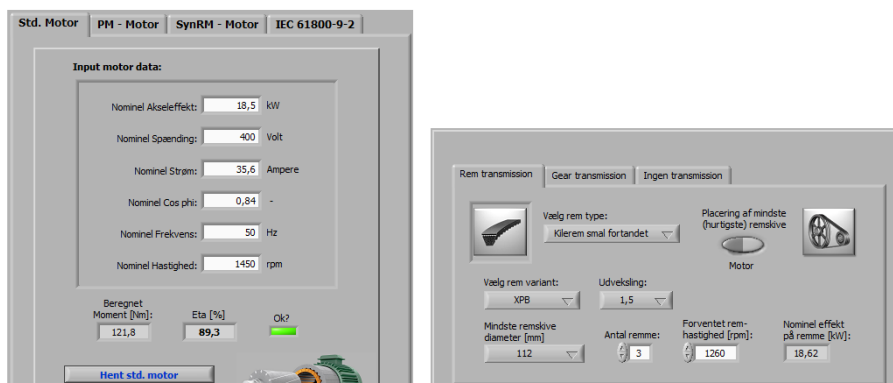 Std. Motor PM - Motor SynRM - Motor IEC 61800-9-2
Input motor data:
Nominel Akseleffekt: 18,5 kW
Nominel Spænding: 400 Volt
Nominel Strøm: 35,6 Ampere
Nominel Cos phi: 0,84 -
Nominel Frekvens: 50 Hz
Nominel Hastighed: 1450 rpm
Beregnet
Moment [Nm]: Eta [%] Ok?
121,8 89,3
Hent std. motor
Rem transmission Gear transmission Ingen transmission
Vælg rem type:
Kilerem smal fortandet
Placering af mindste
(hurtigste) remskive
Motor
Vælg rem variant: Udveksling:
XPB 1,5
Mindste remskive
diameter [mm]
112
Antal remme:
3
Forventet rem-
hastighed [rpm]:
1260
Nominel effekt
på remme [kW]:
18,62